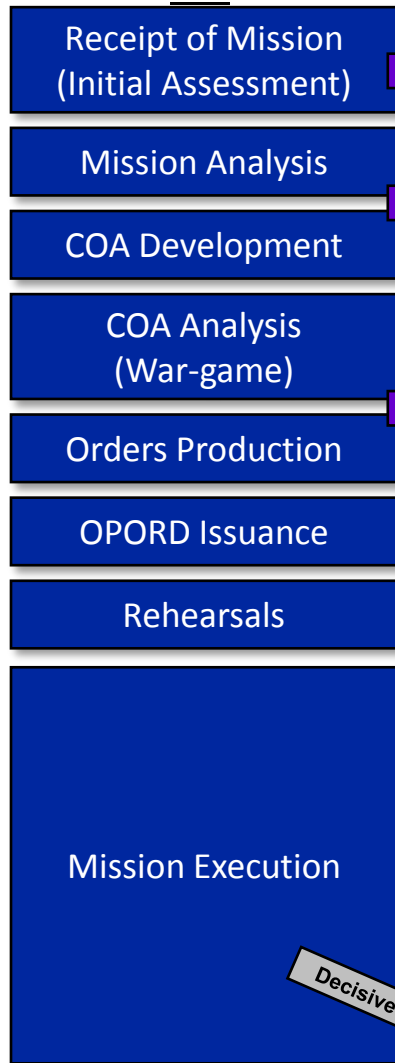 Receipt of Mission
(Initial Assessment)
Mission Analysis
COA Development
COA Analysis
(War-game)
Orders Production
OPORD Issuance
Rehearsals
Mission Execution
Decisive